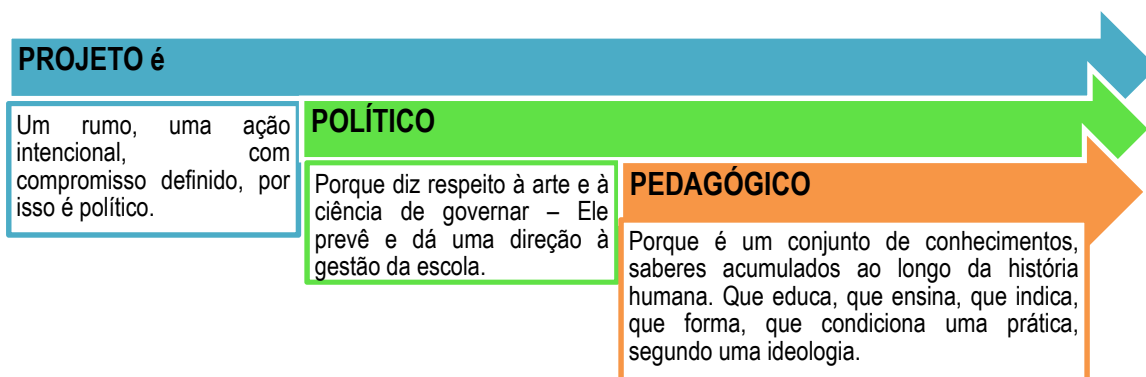 PROJETO é
Um rumo, uma ação
intencional, com
compromisso definido, por
isso é político.
POLÍTICO
Porque diz respeito à arte e à
ciência de governar – Ele
prevê e dá uma direção à
gestão da escola.
PEDAGÓGICO
Porque é um conjunto de conhecimentos,
saberes acumulados ao longo da história
humana. Que educa, que ensina, que indica,
que forma, que condiciona uma prática,
segundo uma ideologia.